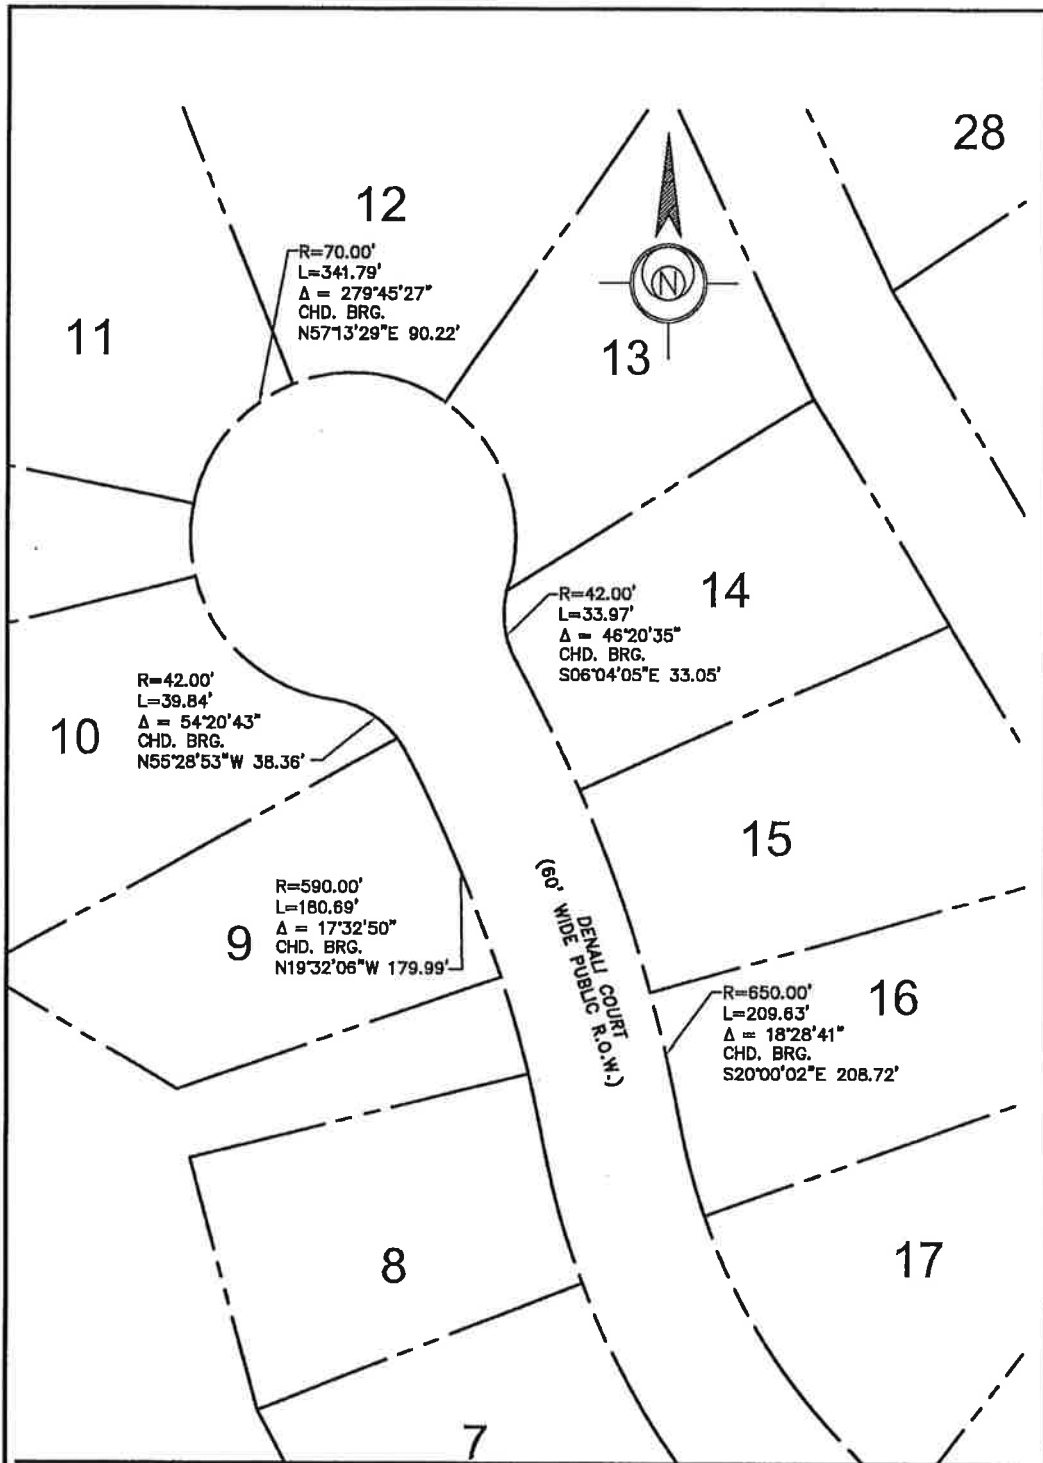 28
12
R=70.00'
L=341.79'
Δ = 279°45'27"
CHD. BRG.
N57°13'29"E 90.22'
11
N
13
14
R=42.00'
L=33.97'
Δ = 46°20'35"
CHD. BRG.
S06°04'05"E 33.05'
R=42.00'
L=39.84'
Δ = 54°20'43"
CHD. BRG.
N55°28'53"W 38.36'
10
15
R=590.00'
L=180.69'
Δ = 17°32'50"
CHD. BRG.
N19°32'06"W 179.99'
9
DENALI COURT
(60' WIDE PUBLIC R.O.W.)
R=650.00'
L=209.63'
Δ = 18°28'41"
CHD. BRG.
S20°00'02"E 208.72'
16
8
17
7